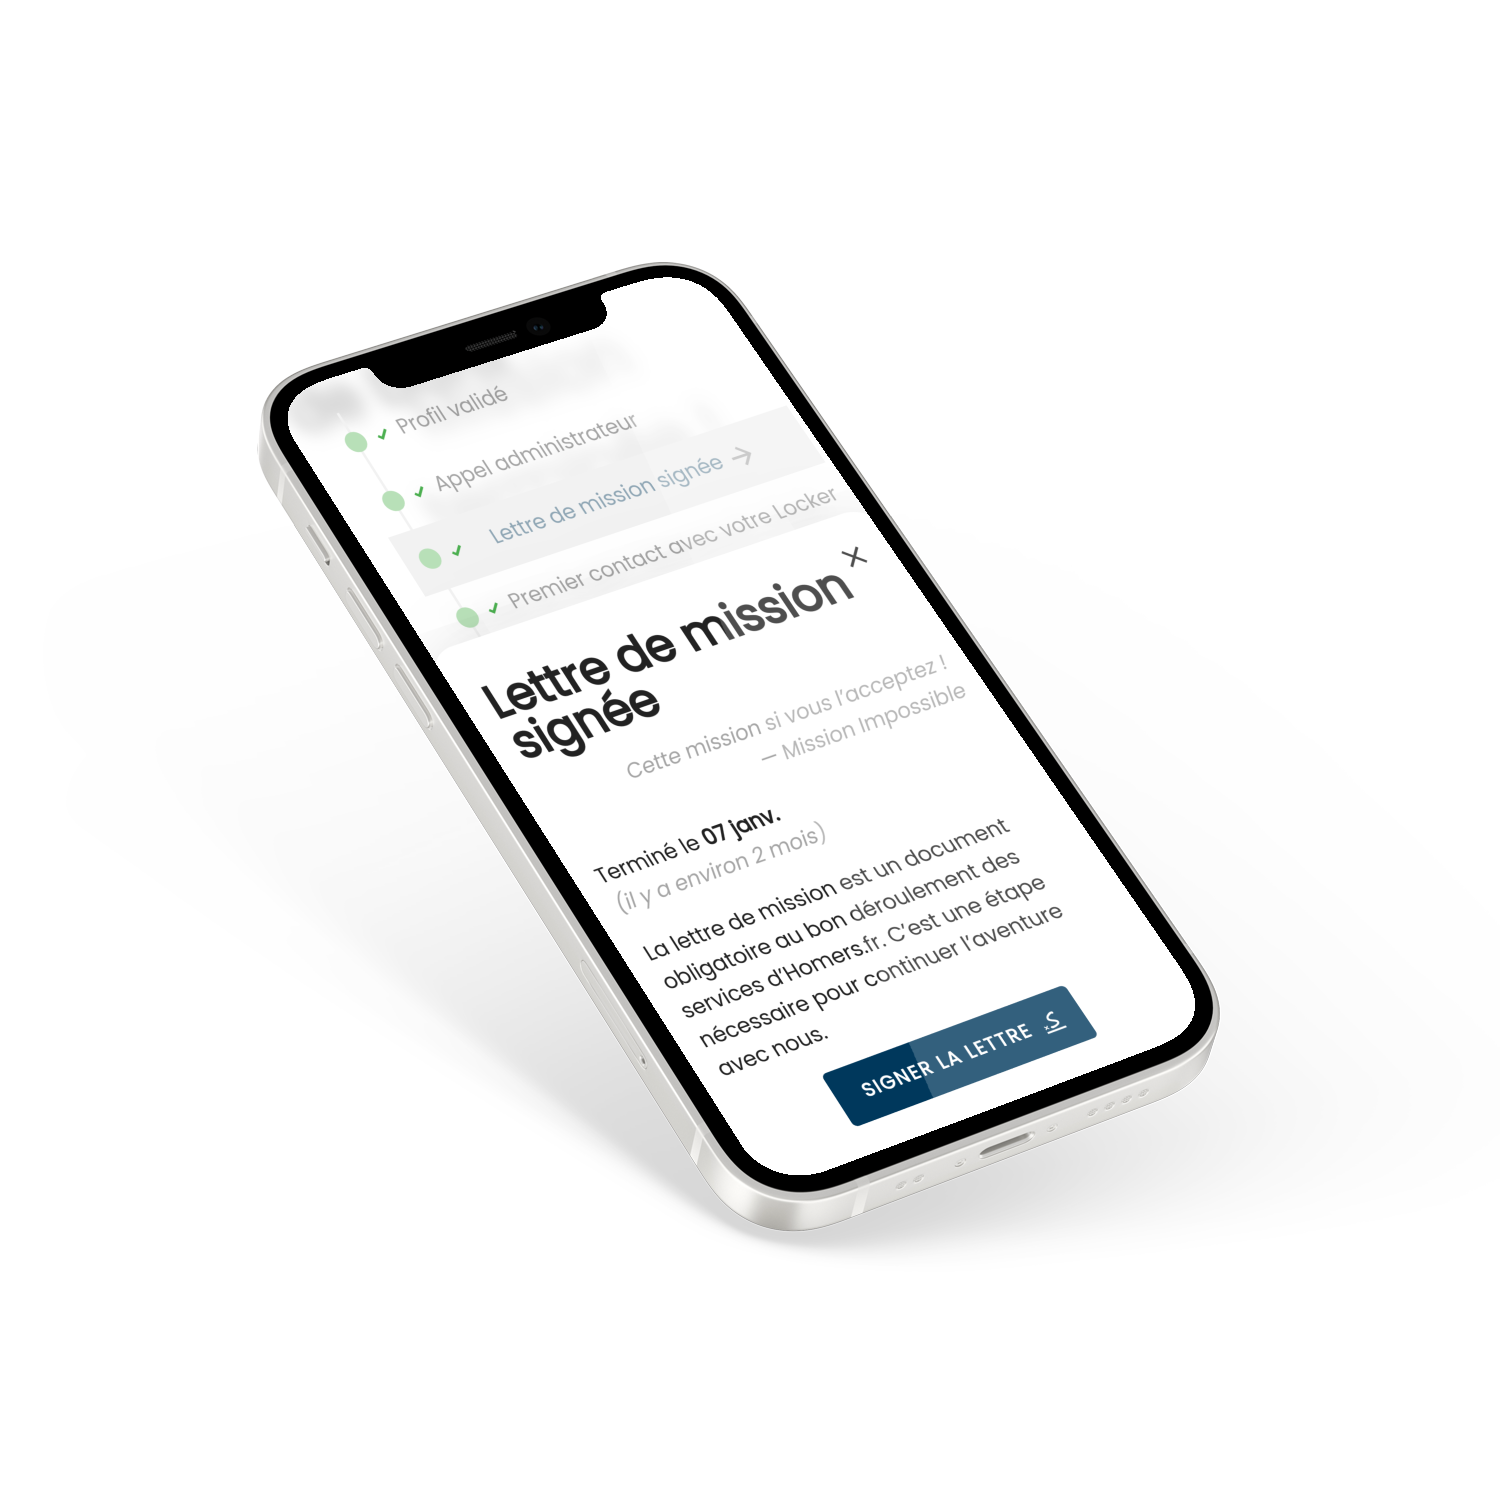 Profil validé
Appel administrateur
Lettre de mission signée
Premier contact avec votre Locker
Lettre de mission
signée
Cette mission si vous l'acceptez !
— Mission Impossible
Terminé le 07 janv.
(il y a environ 2 mois)
La lettre de mission est un document
obligatoire au bon déroulement des
services d'Homers.fr. C'est une étape
nécessaire pour continuer l'aventure
avec nous.
SIGNER LA LETTRE